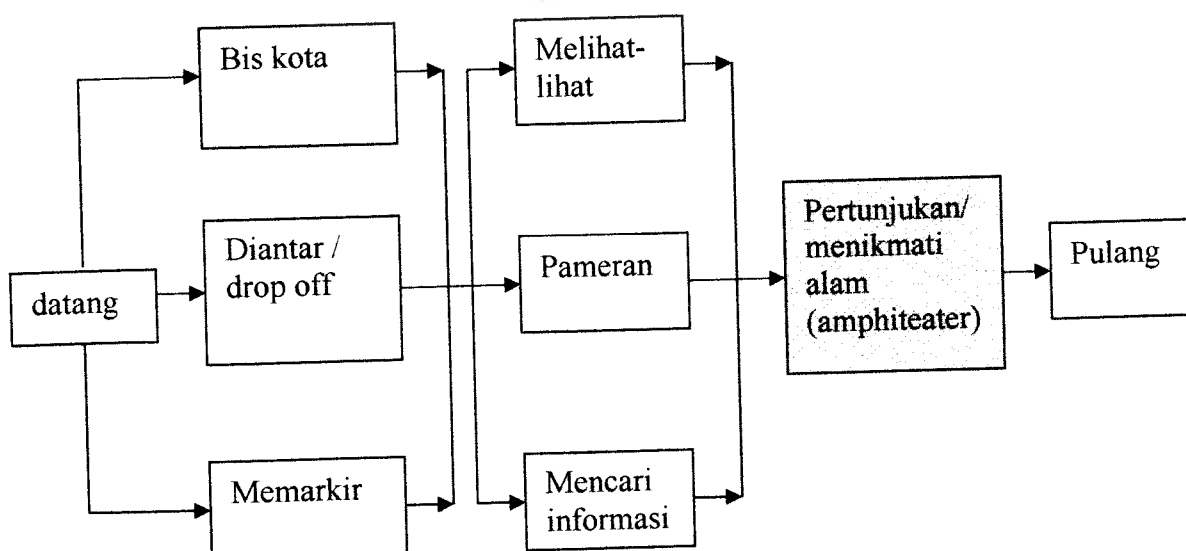 datang
Bis kota
Diantar /
drop off
Memarkir
Melihat-
lihat
Pameran
Mencari
informasi
Pertunjukan/
menikmati
alam
(amphiteater)
Pulang